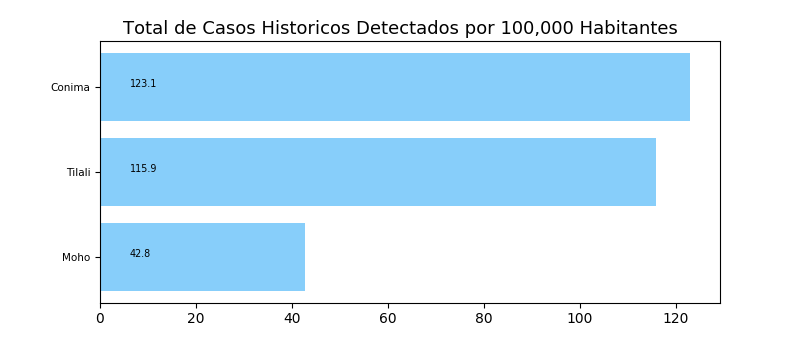 Total de Casos Historicos Detectados por 100,000 Habitantes
Conima 123.1
Tilali 115.9
Moho 42.8
0 20 40 60 80 100 120